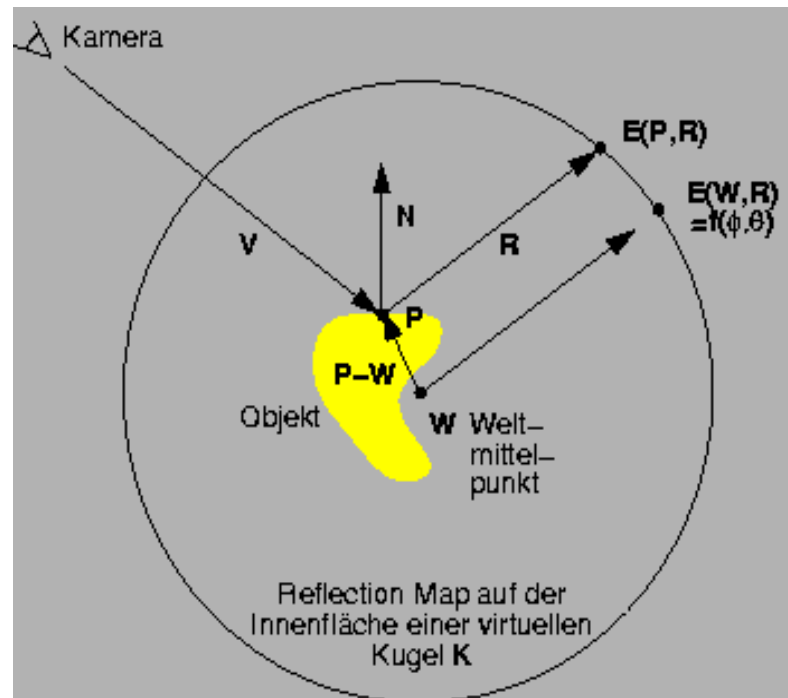 Kamera
E(P,R)
E(W,R)
=f(ϕ,θ)
N
V
R
P
P–W
Objekt
W Welt–
mittel–
punkt
Reflection Map auf der
Innenfläche einer virtuellen
Kugel K